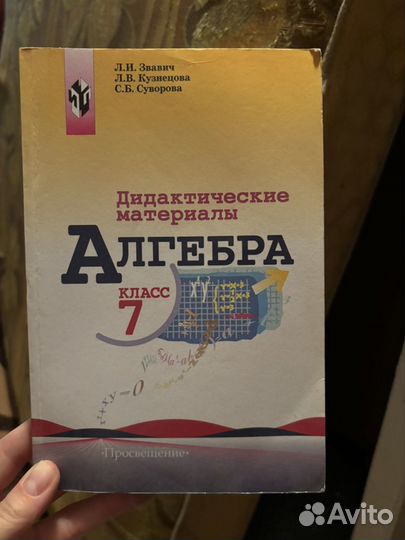 Л.И. Звавич
Л.В. Кузнецова
С.Б. Суворова
Дидактические
материалы
АЛГЕБРА
КЛАСС
7
·Просвещение·
Avito